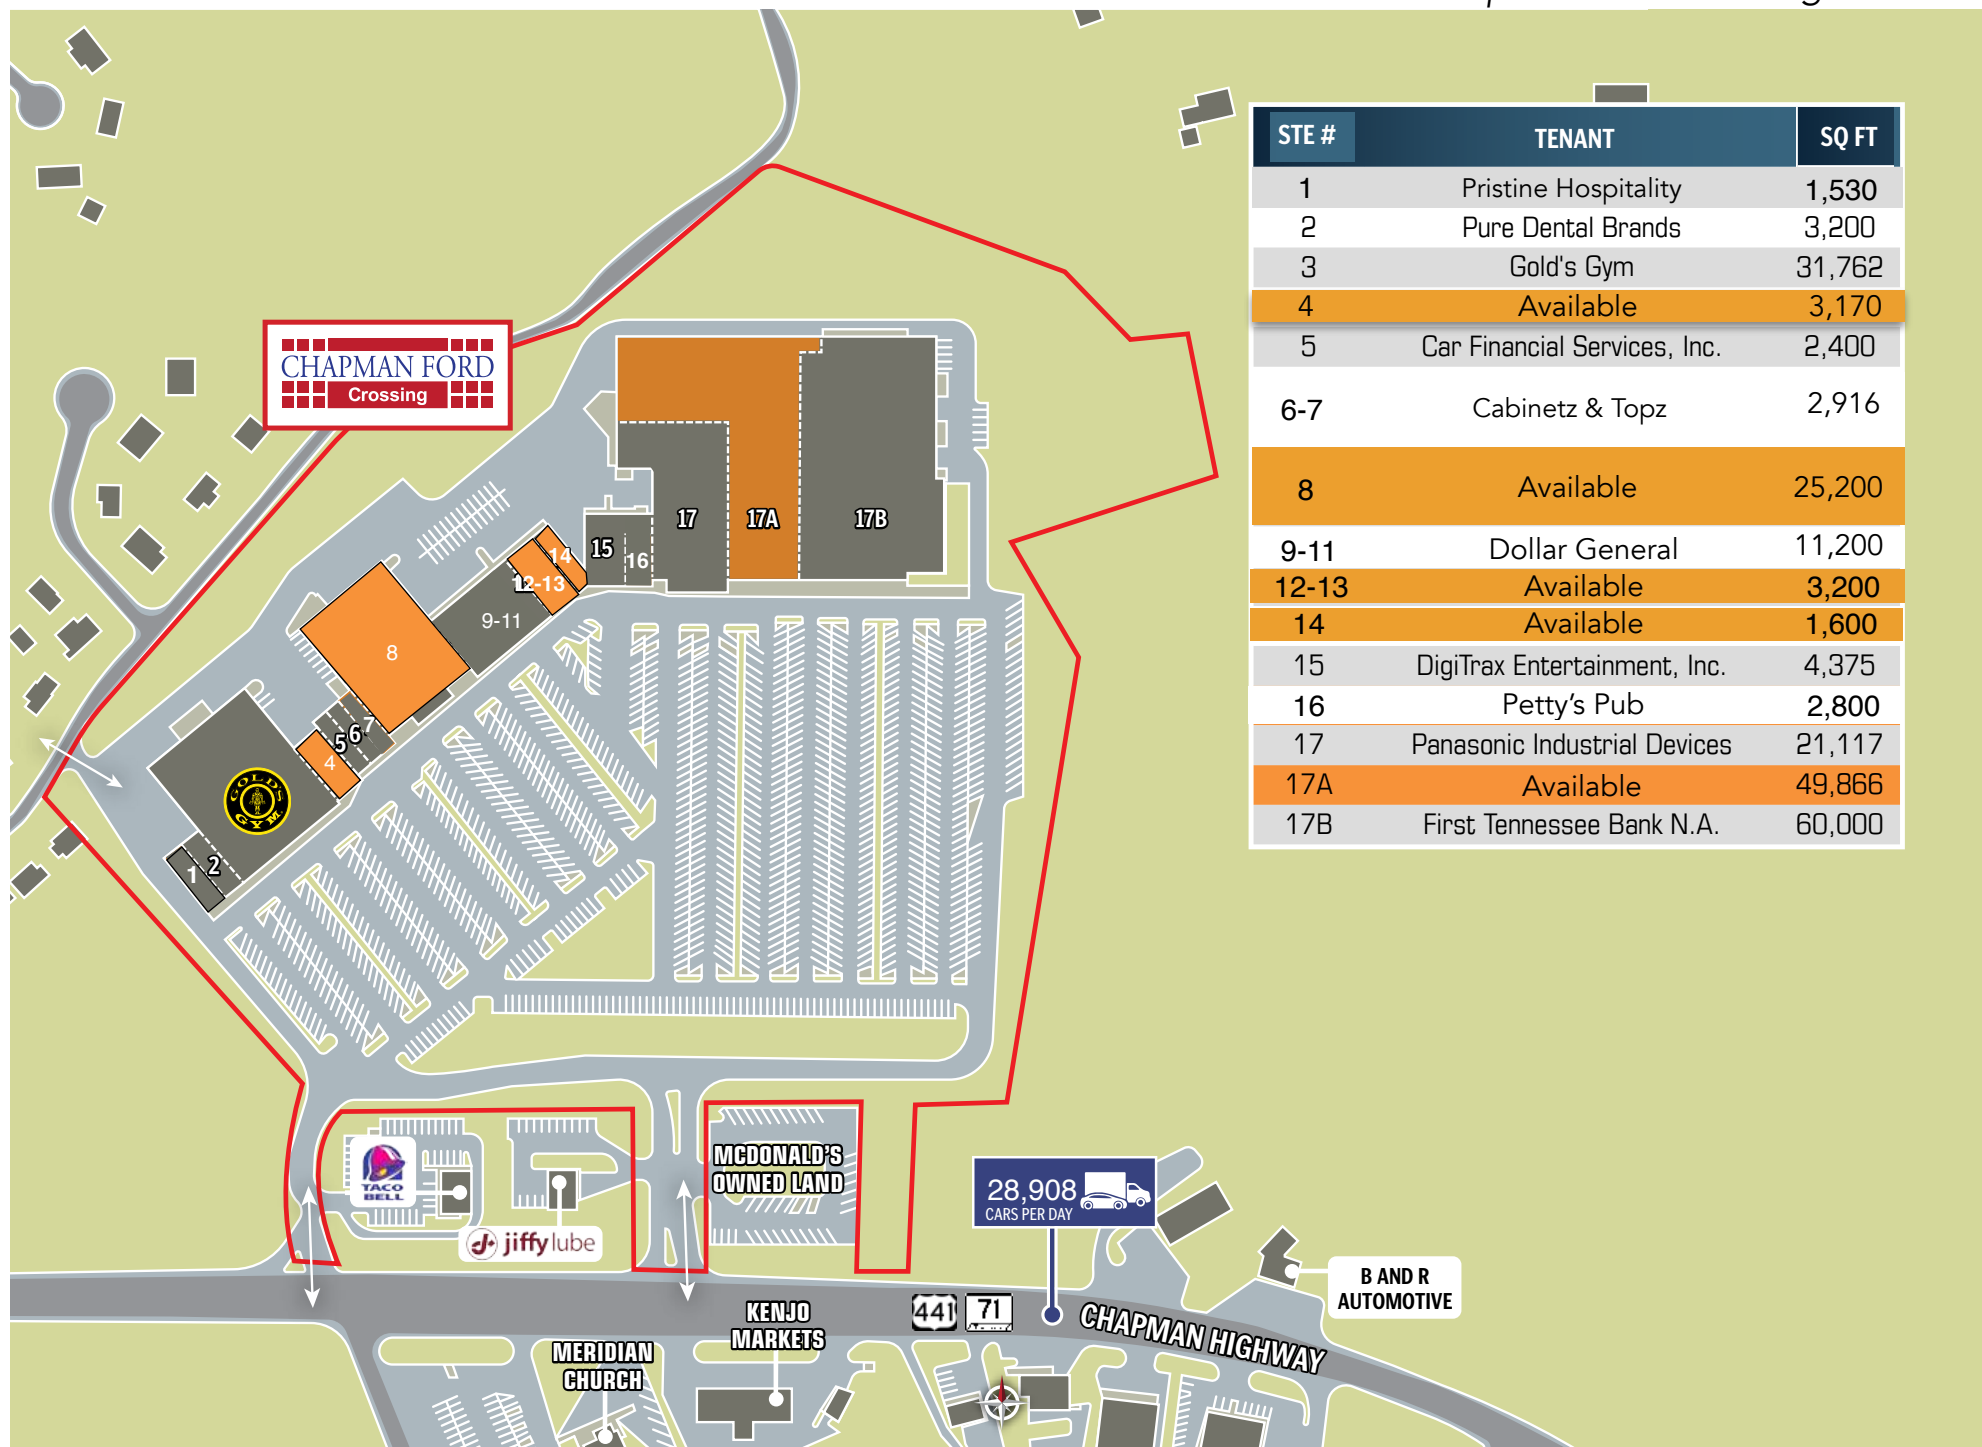 STE # TENANT SQ FT
1 Pristine Hospitality 1,530
2 Pure Dental Brands 3,200
3 Gold's Gym 31,762
4 Available 3,170
5 Car Financial Services, Inc. 2,400
6-7 Cabinetz & Topz 2,916
8 Available 25,200
9-11 Dollar General 11,200
12-13 Available 3,200
14 Available 1,600
15 DigiTrax Entertainment, Inc. 4,375
16 Petty's Pub 2,800
17 Panasonic Industrial Devices 21,117
17A Available 49,866
17B First Tennessee Bank N.A. 60,000
CHAPMAN FORD
Crossing
17
17A
17B
15
16
14
12-13
9-11
8
7
6
5
4
GOLD'S
GYM
2
1
TACO
BELL
jiffylube
MCDONALD'S
OWNED LAND
28,908
CARS PER DAY
B AND R
AUTOMOTIVE
441
71
CHAPMAN HIGHWAY
KENJO
MARKETS
MERIDIAN
CHURCH